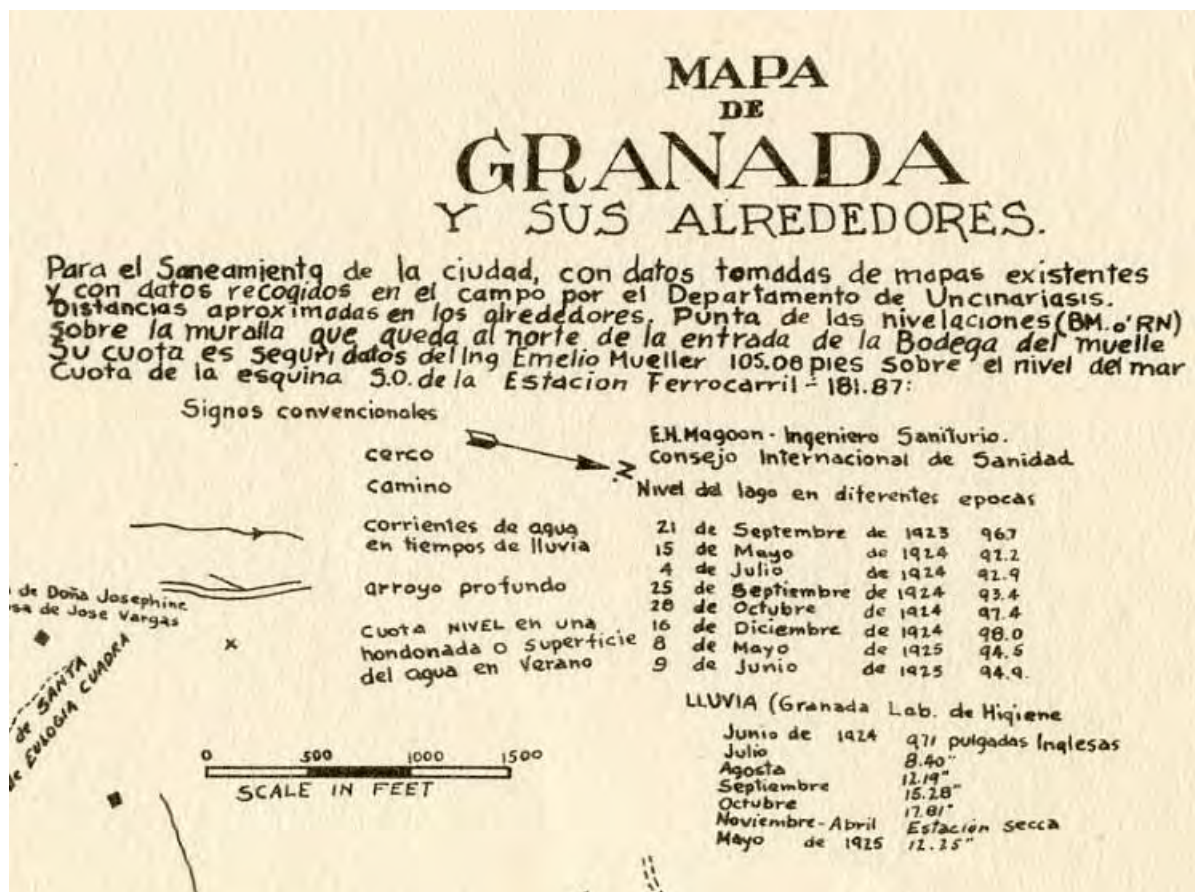 MAPA
DE
GRANADA
Y SUS ALREDEDORES.
Para el Saneamienta de la ciudad, con datos tomadas de mapas existentes
y con datos recogidos en el campo por el Departamento de Uncinariasis.
Distancias aproximadas en los alrededores. Punta de las nivelaciones (BM. o' RN)
Sobre la muralla que queda al norte de la entrada de la Bodega del muelle
Su cuota es seguri datos del Ing Emelio Mueller 105.08 pies Sobre el nivel del mar
Cuota de la esquina S.O. de la Estacion Ferrocarril = 181.87:
Signos convencionales
cerco
camino
corrientes de agua
en tiempos de lluvia
arroyo profundo
Cuota NIVEL en una
hondonada o superficie
del agua en Verano
N
E.H. Magoon - Ingeniero Saniturio.
Consejo Internacional de Sanidad
Nivel del lago en diferentes epocas
21 de Septembre de 1923 96.7
15 de Mayo de 1924 92.2
4 de Julio de 1924 92.9
25 de Septiembre de 1924 93.4
28 de Octubre de 1924 97.4
16 de Diciembre de 1924 98.0
8 de Mayo de 1925 94.5
9 de Junio de 1925 94.9.
LLUVIA (Granada Lab. de Higiene
Junio de 1924 9.71 pulgadas Inglesas
Julio 8.40"
Agosta 12.19"
Septiembre 15.28"
Octubre 17.81"
Noviembre-Abril Estación secca
Mayo de 1925 12.25"
de Doña Josephine
sa de Jose Vargas
de SANTA
de EULOGIA CUADRA
0 500 1000 1500
SCALE IN FEET